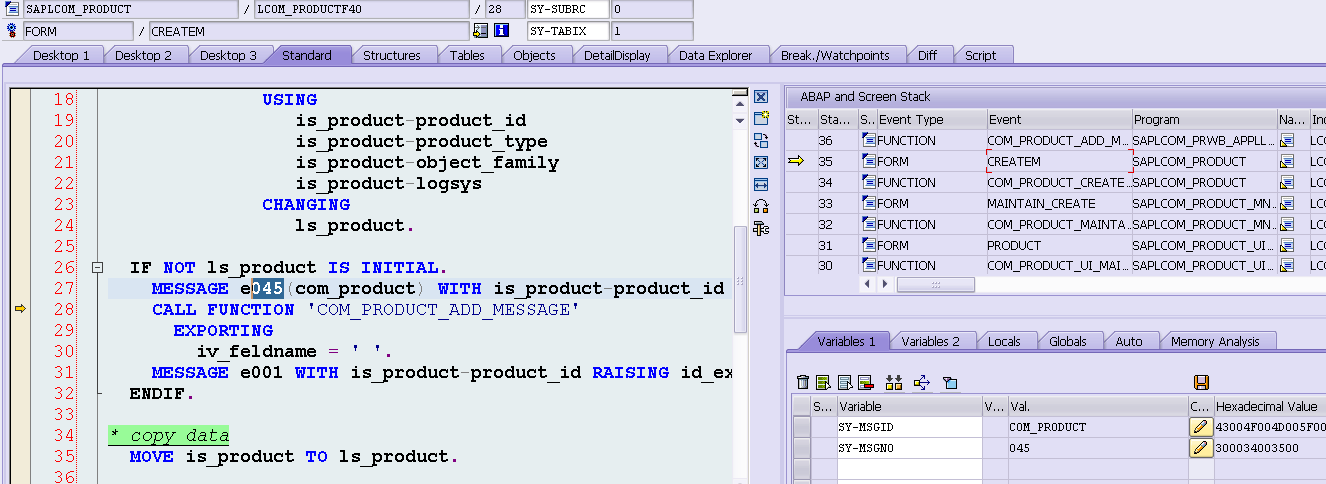 SAPLCOM_PRODUCT / LCOM_PRODUCTF40 / 28 SY-SUBRC 0
FORM / CREATEM SY-TABIX 1
Desktop 1 Desktop 2 Desktop 3 Standard Structures Tables Objects DetailDisplay Data Explorer Break./Watchpoints Diff Script
18 USING
19 is_product-product_id
20 is_product-product_type
21 is_product-object_family
22 is_product-logsys
23 CHANGING
24 ls_product.
25
26 IF NOT ls_product IS INITIAL.
27 MESSAGE e045(com_product) WITH is_product-product_id
28 CALL FUNCTION 'COM_PRODUCT_ADD_MESSAGE'
29 EXPORTING
30 iv_feldname = ' '.
31 MESSAGE e001 WITH is_product-product_id RAISING id_ex
32 ENDIF.
33
34 * copy data
35 MOVE is_product TO ls_product.
36
ABAP and Screen Stack
St... Sta... S.. Event Type Event Program Na... Inc
36 FUNCTION COM_PRODUCT_ADD_M... SAPLCOM_PRWB_APPLL... LC
35 FORM CREATEM SAPLCOM_PRODUCT LC
34 FUNCTION COM_PRODUCT_CREATE... SAPLCOM_PRODUCT LC
33 FORM MAINTAIN_CREATE SAPLCOM_PRODUCT_MN... LC
32 FUNCTION COM_PRODUCT_MAINTA... SAPLCOM_PRODUCT_MN... LC
31 FORM PRODUCT SAPLCOM_PRODUCT_UI... LC
30 FUNCTION COM_PRODUCT_UI_MAI... SAPLCOM_PRODUCT_UI... LC
Variables 1 Variables 2 Locals Globals Auto Memory Analysis
S... Variable V... Val. C... Hexadecimal Value
SY-MSGID COM_PRODUCT 43004F004D005F00
SY-MSGNO 045 300034003500